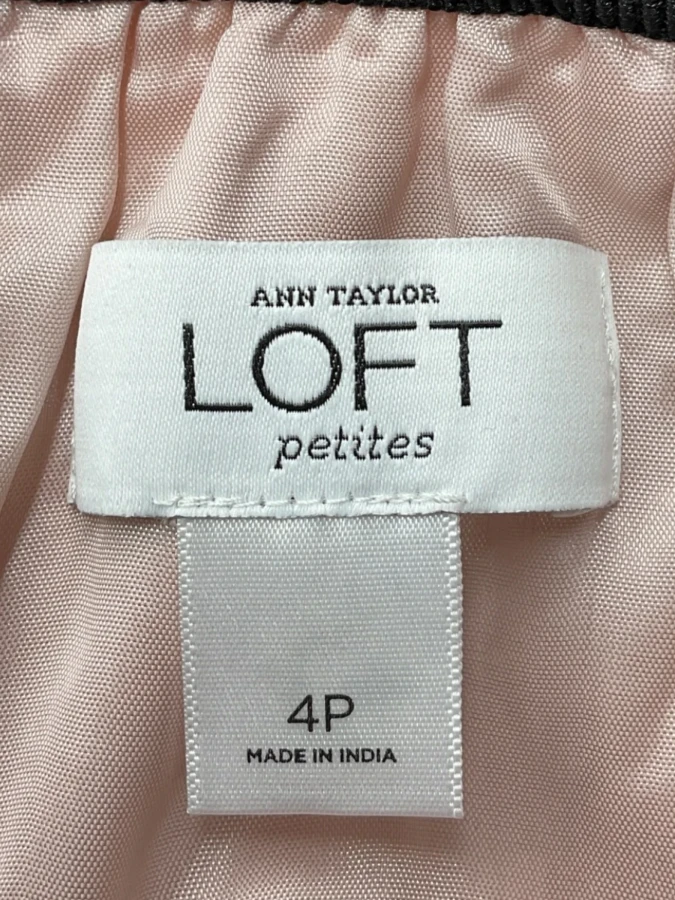 ANN TAYLOR
LOFT
petites
4P
MADE IN INDIA